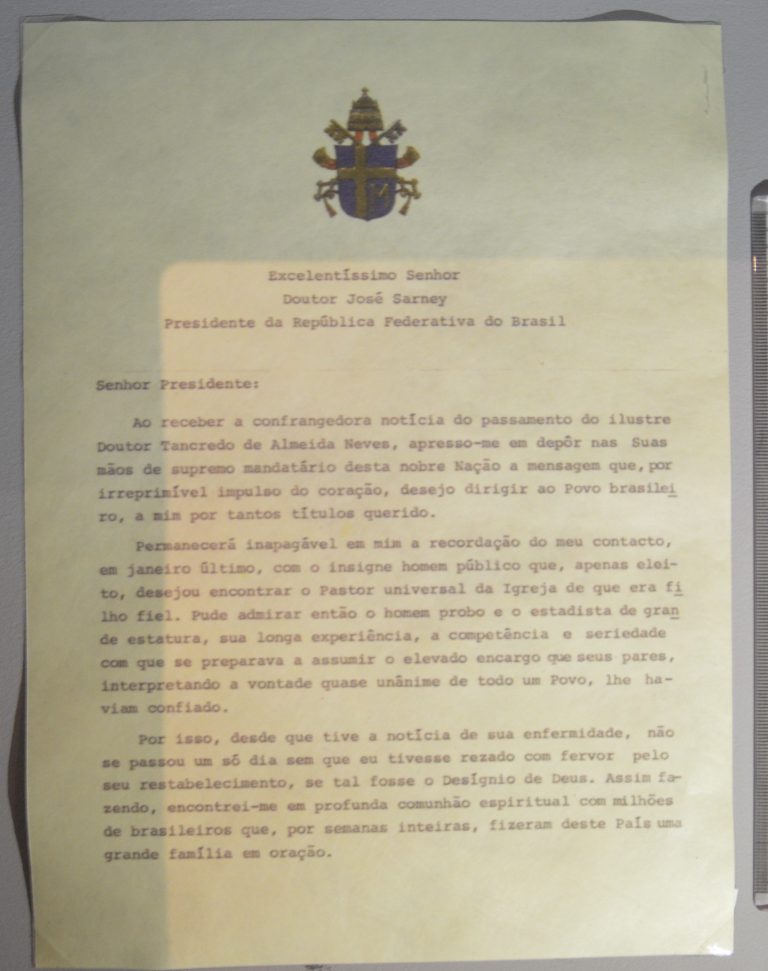 Excelentíssimo Senhor
Doutor José Sarney
Presidente da República Federativa do Brasil
Senhor Presidente:
Ao receber a confrangedora notícia do passamento do ilustre
Doutor Tancredo de Almeida Neves, apresso-me em depôr nas Suas
mãos de supremo mandatário desta nobre Nação a mensagem que, por
irreprimível impulso do coração, desejo dirigir ao Povo brasilei
ro, a mim por tantos títulos querido.
Permanecerá inapagável em mim a recordação do meu contacto,
em janeiro último, com o insigne homem público que, apenas elei-
to, desejou encontrar o Pastor universal da Igreja de que era fi
lho fiel. Pude admirar então o homem probo e o estadista de gran
de estatura, sua longa experiência, a competência e seriedade
com que se preparava a assumir o elevado encargo que seus pares,
interpretando a vontade quase unânime de todo um Povo, lhe ha-
viam confiado.
Por isso, desde que tive a notícia de sua enfermidade, não
se passou um só dia sem que eu tivesse rezado com fervor pelo
seu restabelecimento, se tal fosse o Desígnio de Deus. Assim fa-
zendo, encontrei-me em profunda comunhão espiritual com milhões
de brasileiros que, por semanas inteiras, fizeram deste País uma
grande família em oração.